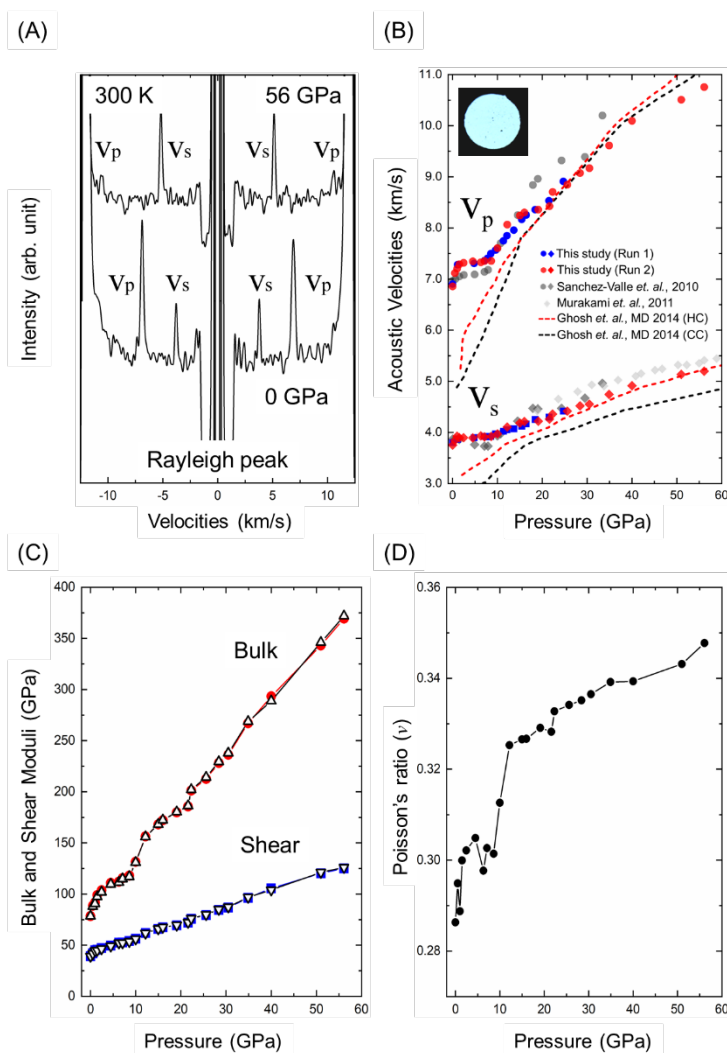 (A)
300 K
56 GPa
Vp
Vs
Vs
Vp
Vp
Vs
Vs
Vp
0 GPa
Rayleigh peak
Intensity (arb. unit)
-10
-5
0
5
10
Velocities (km/s)
(B)
11.0
10.0
9.0
8.0
7.0
6.0
5.0
4.0
3.0
Acoustic Velocities (km/s)
Vp
This study (Run 1)
This study (Run 2)
Sanchez-Valle et al., 2010
Murakami et al., 2011
Ghosh et al., MD 2014 (HC)
Ghosh et al., MD 2014 (CC)
Vs
0
10
20
30
40
50
60
Pressure (GPa)
(C)
400
350
300
250
200
150
100
50
0
Bulk and Shear Moduli (GPa)
Bulk
Shear
0
10
20
30
40
50
60
Pressure (GPa)
(D)
0.36
0.34
0.32
0.30
0.28
Poisson's ratio (ν)
0
10
20
30
40
50
60
Pressure (GPa)